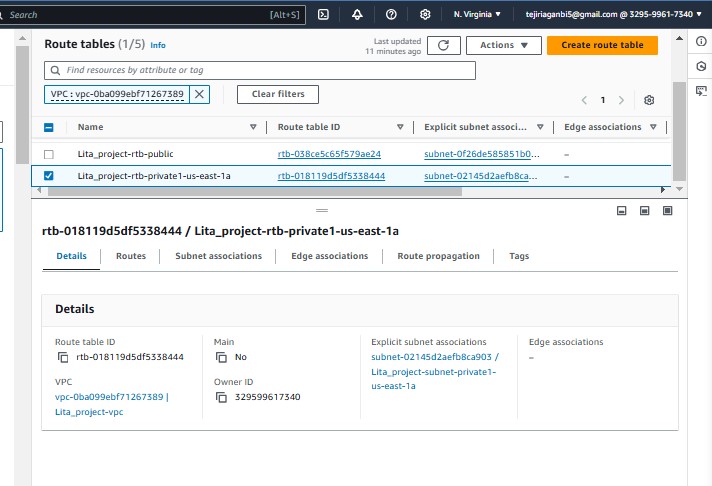 Search [Alt+S] N. Virginia tejiriaganbi5@gmail.com @ 3295-9961-7340
Route tables (1/5) Info
Last updated
11 minutes ago
Actions
Create route table
Find resources by attribute or tag
VPC : vpc-0ba099ebf71267389
Clear filters
1
Name Route table ID Explicit subnet associ... Edge associations
Lita_project-rtb-public rtb-038ce5c65f579ae24 subnet-0f26de585851b0... –
Lita_project-rtb-private1-us-east-1a rtb-018119d5df5338444 subnet-02145d2aefb8ca... –
rtb-018119d5df5338444 / Lita_project-rtb-private1-us-east-1a
Details Routes Subnet associations Edge associations Route propagation Tags
Details
Route table ID
rtb-018119d5df5338444
Main
No
Explicit subnet associations
subnet-02145d2aefb8ca903 /
Lita_project-subnet-private1-
us-east-1a
Edge associations
–
VPC
vpc-0ba099ebf71267389 |
Lita_project-vpc
Owner ID
329599617340